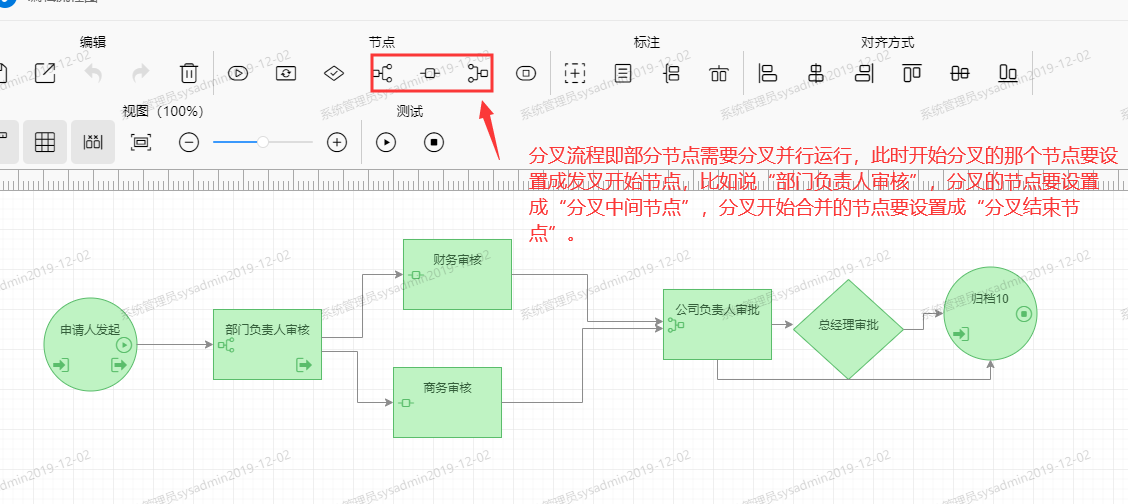 编辑
节点
标注
对齐方式
视图（100%）
测试
分叉流程即部分节点需要分叉并行运行，此时开始分叉的那个节点要设
置成发叉开始节点，比如说“部门负责人审核”，分叉的节点要设置
成“分叉中间节点”，分叉开始合并的节点要设置成“分叉结束节
点”。
财务审核
申请人发起
部门负责人审核
公司负责人审批
总经理审批
归档10
商务审核
系统管理员sysadmin2019-12-02